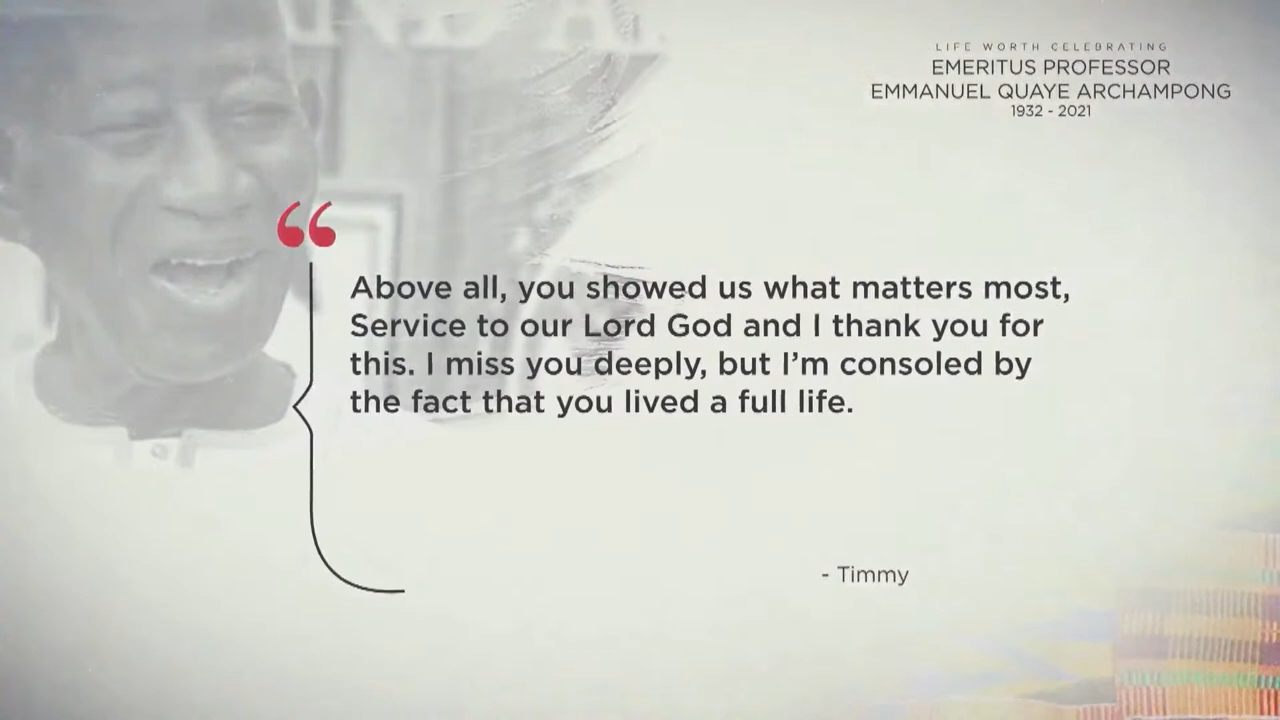 LIFE WORTH CELEBRATING
EMERITUS PROFESSOR
EMMANUEL QUAYE ARCHAMPONG
1932 - 2021
“
Above all, you showed us what matters most,
Service to our Lord God and I thank you for
this. I miss you deeply, but I’m consoled by
the fact that you lived a full life.
- Timmy